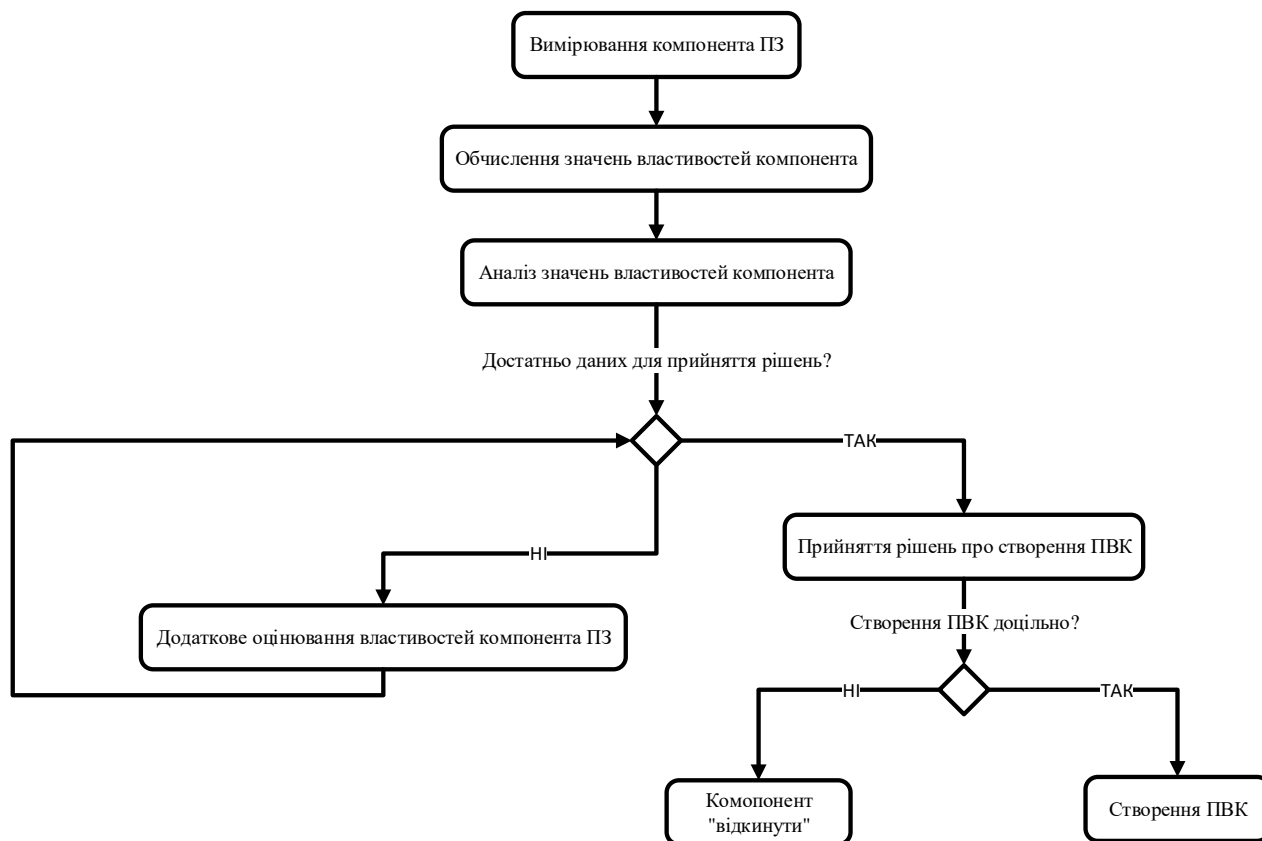 Вимірювання компонента ПЗ
Обчислення значень властивостей компонента
Аналіз значень властивостей компонента
Достатньо даних для прийняття рішень?
ТАК
НІ
Прийняття рішень про створення ПВК
Додаткове оцінювання властивостей компонента ПЗ
Створення ПВК доцільно?
НІ
ТАК
Комопонент
"відкинути"
Створення ПВК